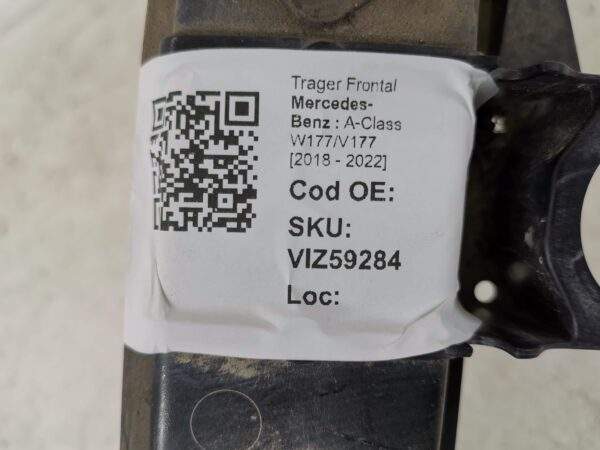 Trager Frontal
Mercedes-
Benz : A-Class
W177/V177
[2018 - 2022]
Cod OE:
SKU:
VIZ59284
Loc: